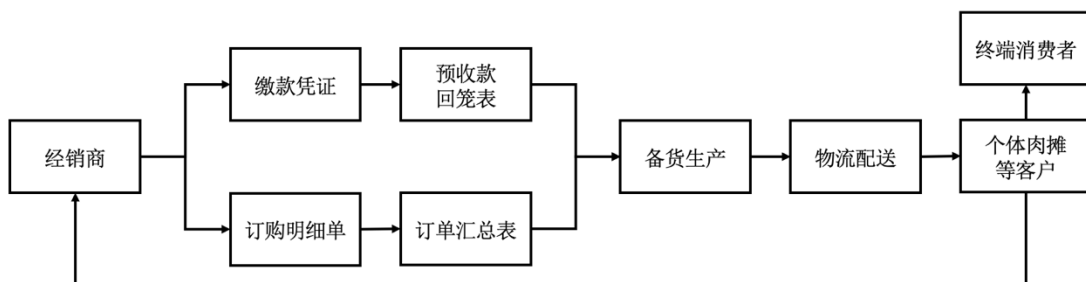 终端消费者
缴款凭证
预收款
回笼表
经销商
备货生产
物流配送
个体肉摊
等客户
订购明细单
订单汇总表